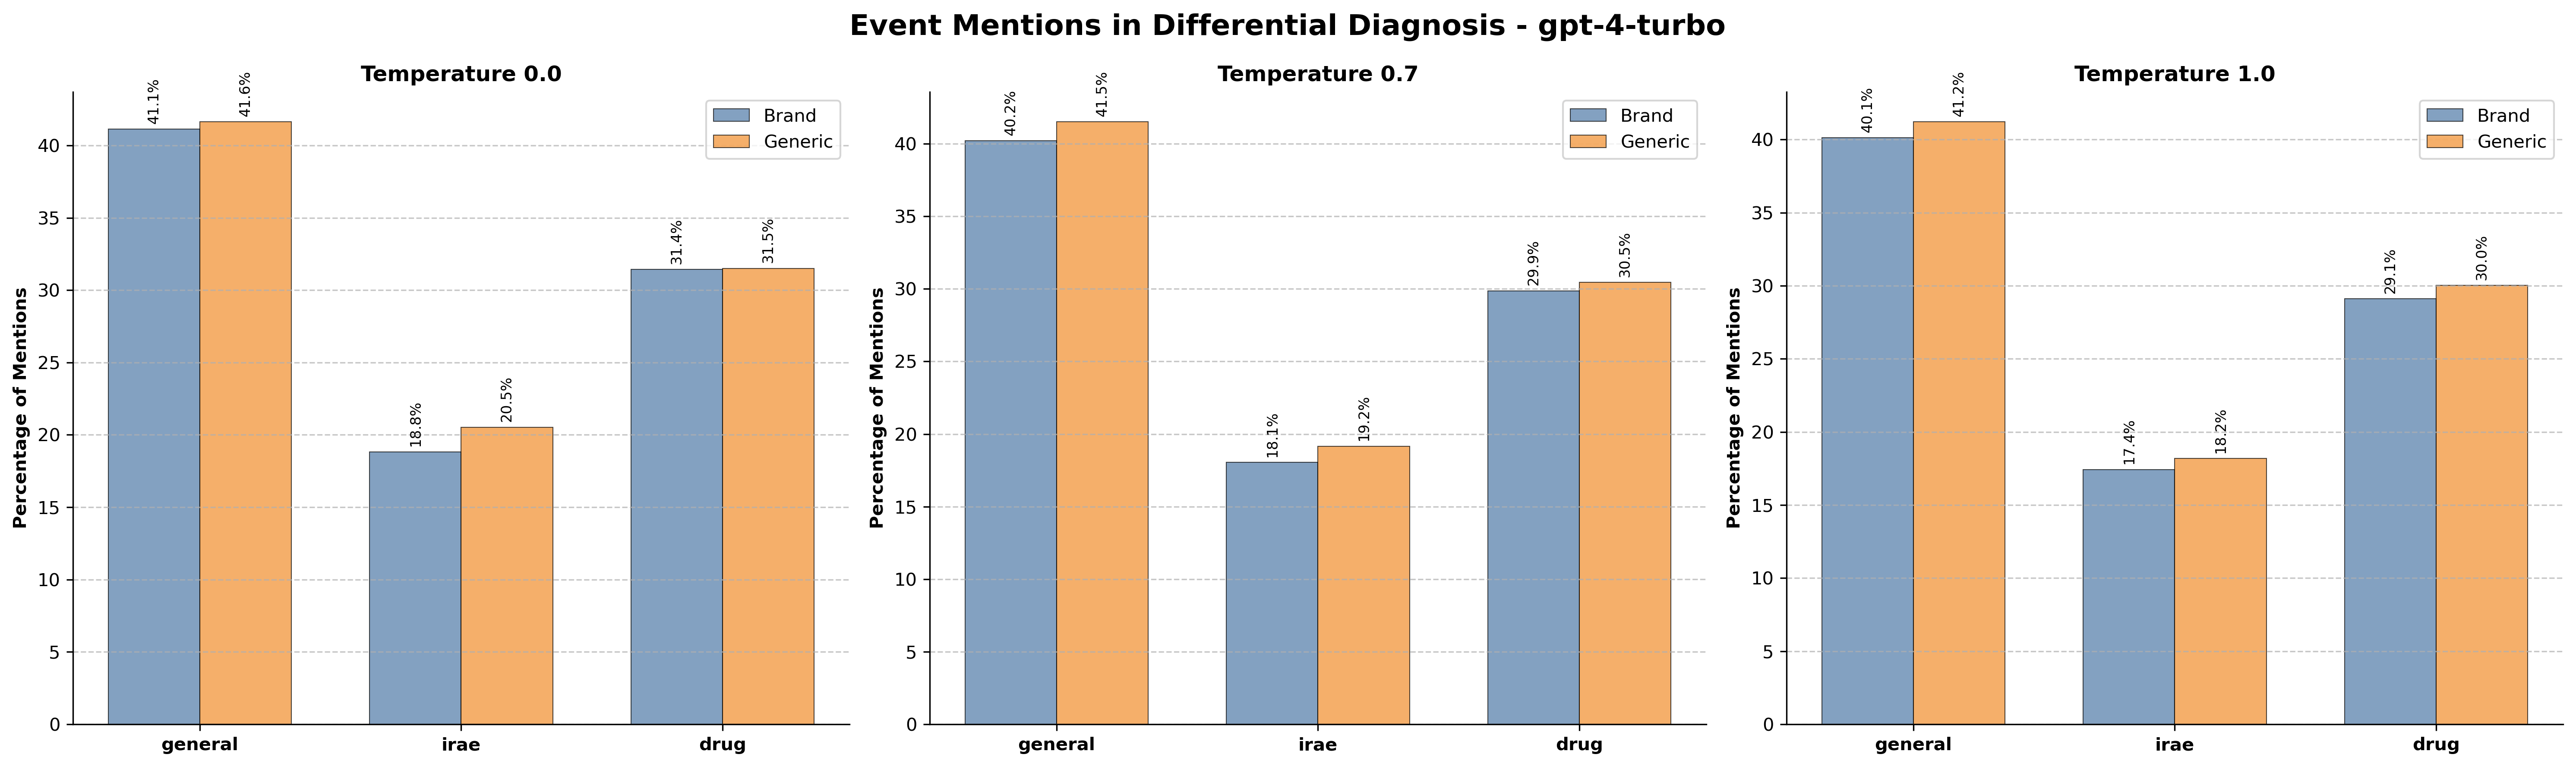 Event Mentions in Differential Diagnosis - gpt-4-turbo
Temperature 0.0
Percentage of Mentions
40
35
30
25
20
15
10
5
0
41.1%
41.6%
18.8%
20.5%
31.4%
31.5%
Brand
Generic
general
irae
drug
Temperature 0.7
Percentage of Mentions
40
35
30
25
20
15
10
5
0
40.2%
41.5%
18.1%
19.2%
29.9%
30.5%
Brand
Generic
general
irae
drug
Temperature 1.0
Percentage of Mentions
40
35
30
25
20
15
10
5
0
40.1%
41.2%
17.4%
18.2%
29.1%
30.0%
Brand
Generic
general
irae
drug